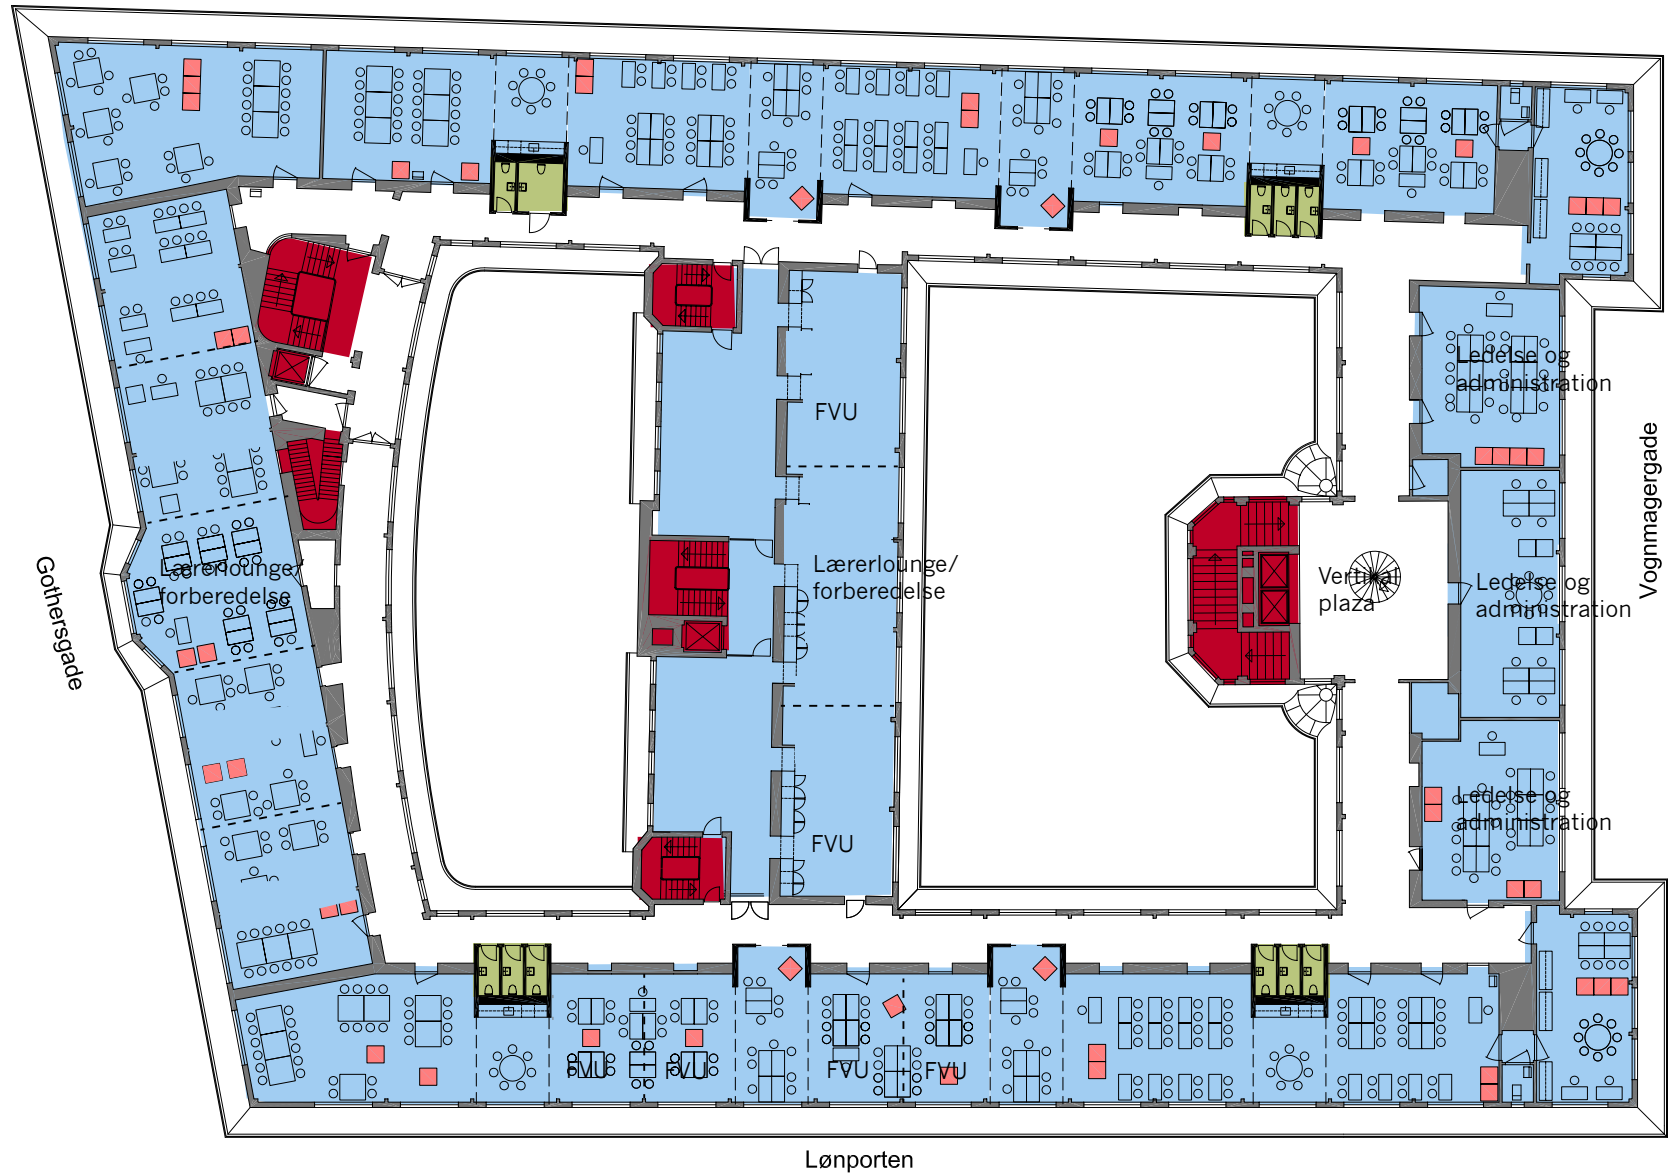 Ledelse og
administration
FVU
Vognmagergade
Lærerlounge/
forberedelse
Lærerlounge/
forberedelse
Vertikal
plaza
Ledelse og
administration
Gothersgade
Ledelse og
administration
FVU
FVU
FVU
FVU
FVU
Lønporten